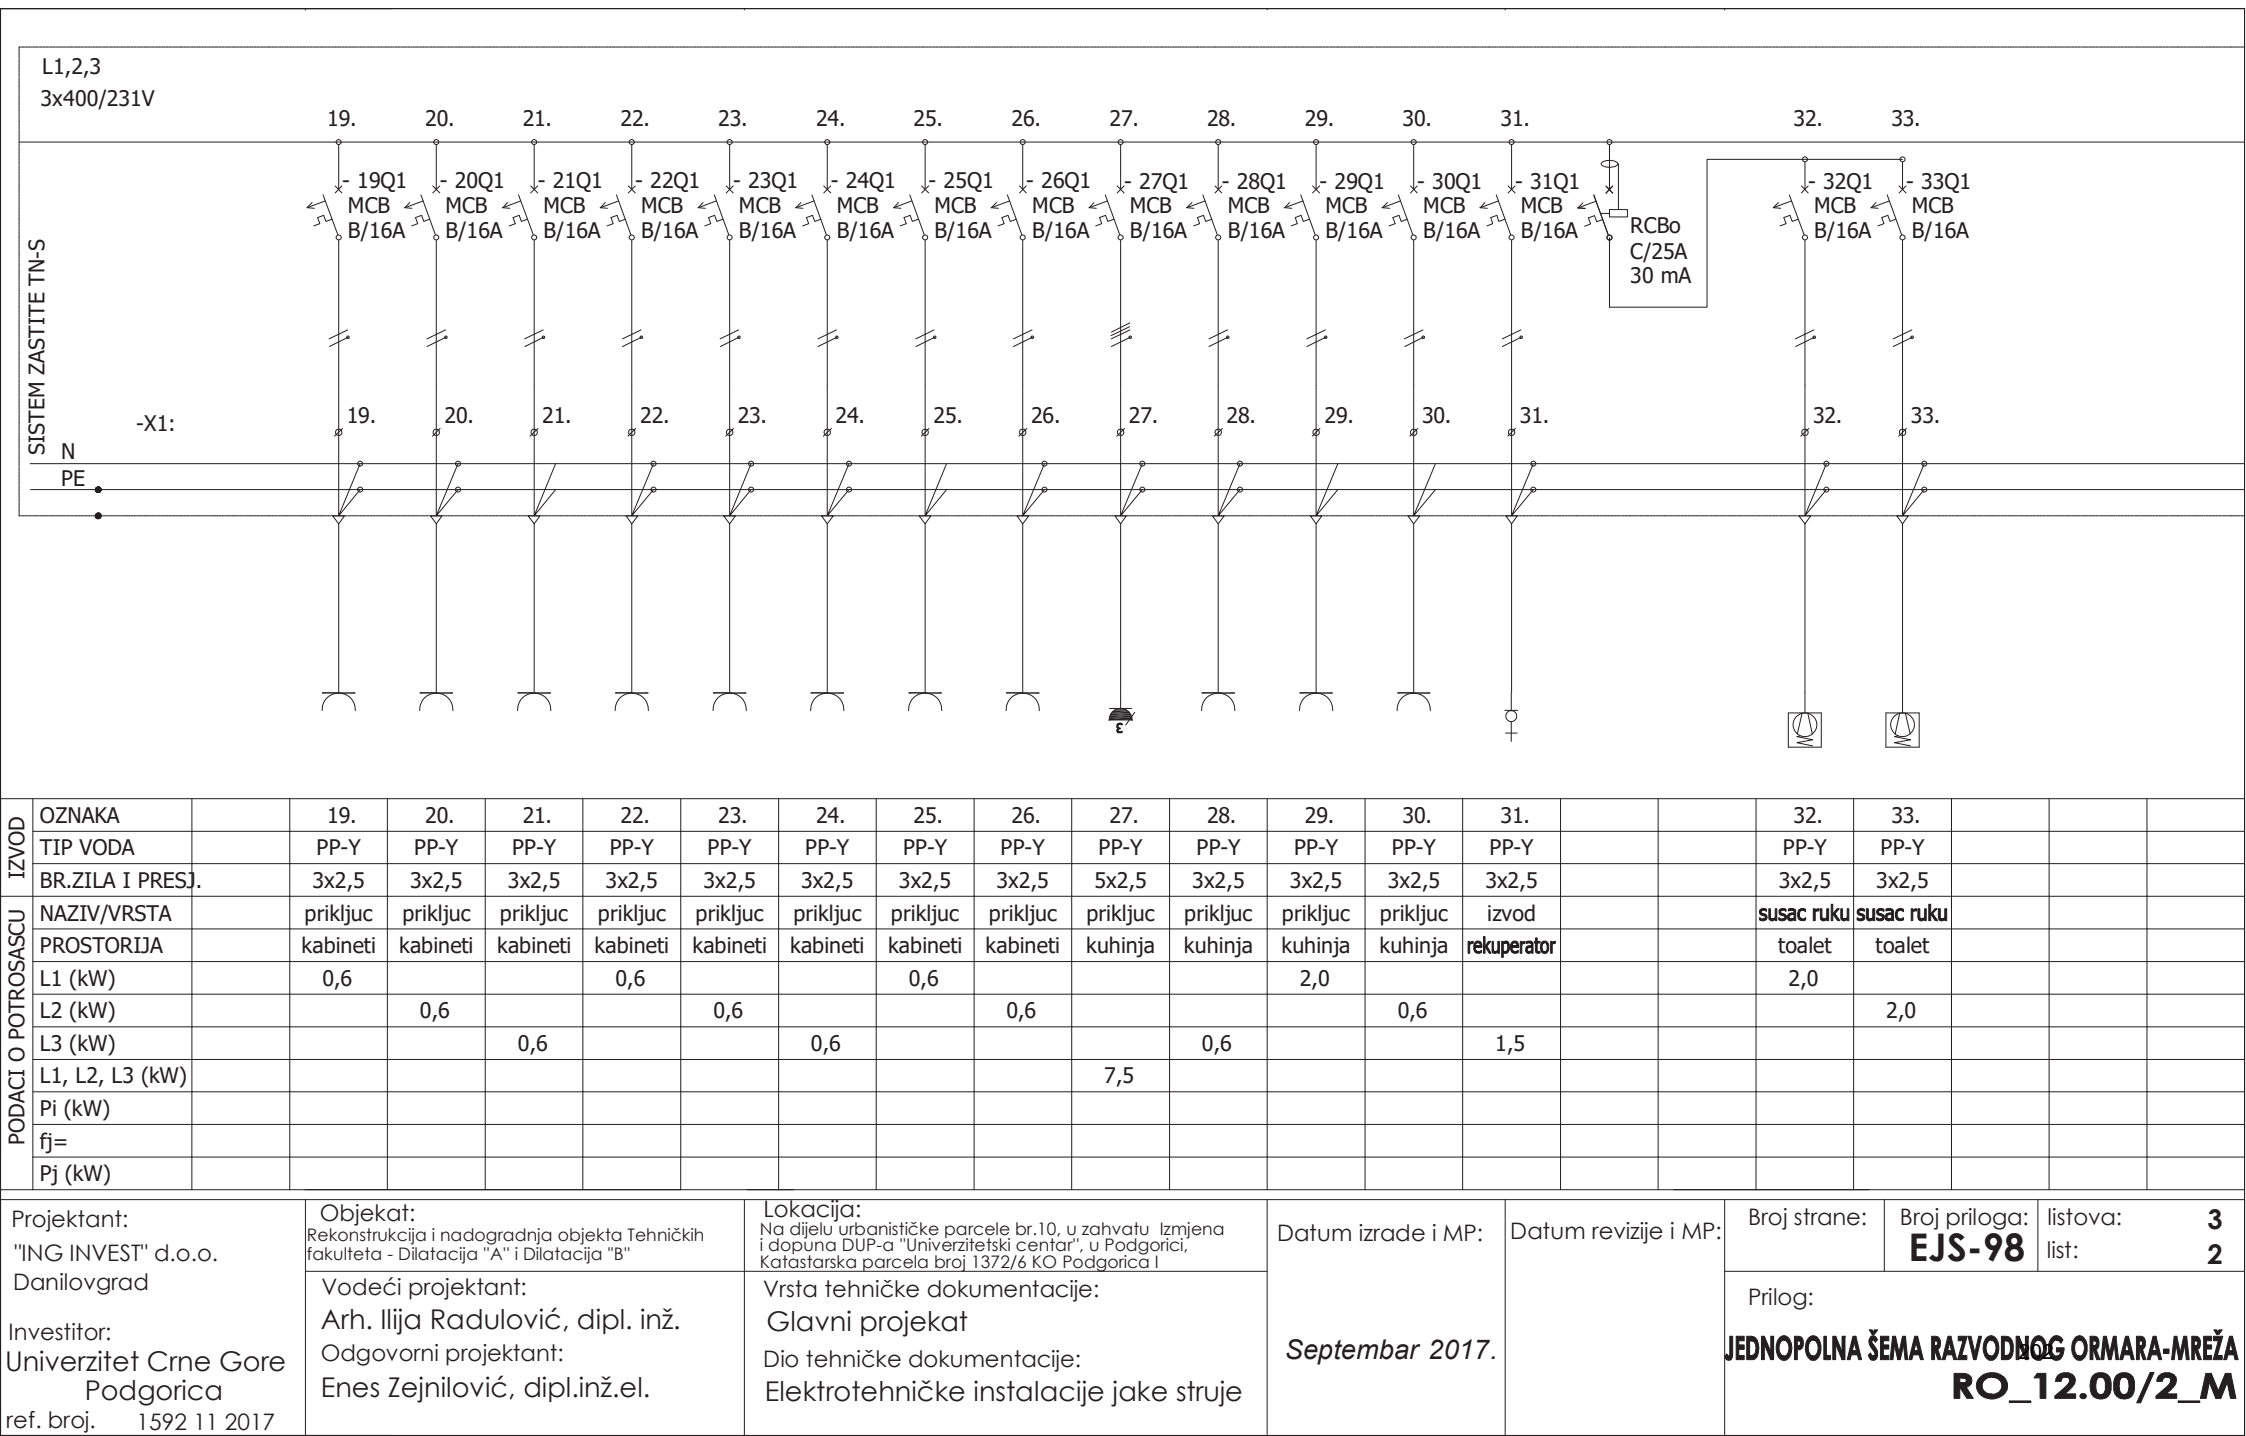 L1,2,3
3x400/231V
19. 20. 21. 22. 23. 24. 25. 26. 27. 28. 29. 30. 31. 32. 33.
- 19Q1 - 20Q1 - 21Q1 - 22Q1 - 23Q1 - 24Q1 - 25Q1 - 26Q1 - 27Q1 - 28Q1 - 29Q1 - 30Q1 - 31Q1 - 32Q1 - 33Q1
MCB MCB MCB MCB MCB MCB MCB MCB MCB MCB MCB MCB MCB MCB MCB
B/16A B/16A B/16A B/16A B/16A B/16A B/16A B/16A B/16A B/16A B/16A B/16A B/16A B/16A B/16A
RCBo
C/25A
30 mA
SISTEM ZASTITE TN-S
-X1: 19. 20. 21. 22. 23. 24. 25. 26. 27. 28. 29. 30. 31. 32. 33.
N
PE
3
IZVOD
OZNAKA 19. 20. 21. 22. 23. 24. 25. 26. 27. 28. 29. 30. 31. 32. 33.
TIP VODA PP-Y PP-Y PP-Y PP-Y PP-Y PP-Y PP-Y PP-Y PP-Y PP-Y PP-Y PP-Y PP-Y PP-Y PP-Y
BR.ZILA I PRESJ. 3x2,5 3x2,5 3x2,5 3x2,5 3x2,5 3x2,5 3x2,5 3x2,5 5x2,5 3x2,5 3x2,5 3x2,5 3x2,5 3x2,5 3x2,5
PODACI O POTROSASCU
NAZIV/VRSTA prikljuc prikljuc prikljuc prikljuc prikljuc prikljuc prikljuc prikljuc prikljuc prikljuc prikljuc prikljuc izvod susac ruku susac ruku
PROSTORIJA kabineti kabineti kabineti kabineti kabineti kabineti kabineti kabineti kuhinja kuhinja kuhinja kuhinja rekuperator toalet toalet
L1 (kW) 0,6 0,6 0,6 2,0 2,0
L2 (kW) 0,6 0,6 0,6 0,6 2,0
L3 (kW) 0,6 0,6 0,6 1,5
L1, L2, L3 (kW) 7,5
Pi (kW)
fj=
Pj (kW)
Projektant:
"ING INVEST" d.o.o.
Danilovgrad
Investitor:
Univerzitet Crne Gore
Podgorica
ref. broj. 1592 11 2017
Objekat:
Rekonstrukcija i nadogradnja objekta Tehničkih
fakulteta - Dilatacija "A" i Dilatacija "B"
Vodeći projektant:
Arh. Ilija Radulović, dipl. inž.
Odgovorni projektant:
Enes Zejnilović, dipl.inž.el.
Lokacija:
Na dijelu urbanističke parcele br.10, u zahvatu Izmjena
i dopuna DUP-a "Univerzitetski centar", u Podgorici,
Katastarska parcela broj 1372/6 KO Podgorica I
Vrsta tehničke dokumentacije:
Glavni projekat
Dio tehničke dokumentacije:
Elektrotehničke instalacije jake struje
Datum izrade i MP:
Septembar 2017.
Datum revizije i MP:
Broj strane:
Broj priloga:
EJS-98
listova: 3
list: 2
Prilog:
JEDNOPOLNA ŠEMA RAZVODNOG ORMARA-MREŽA
202
RO_12.00/2_M